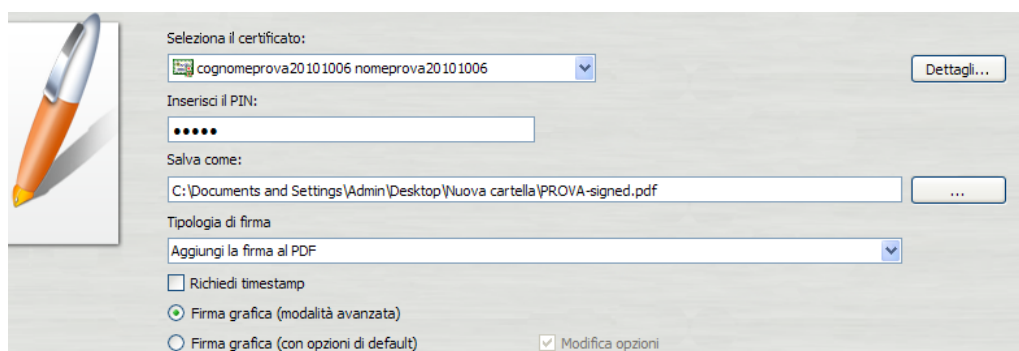 Seleziona il certificato:
cognomeprova20101006 nomeprova20101006
Dettagli...
Inserisci il PIN:
•••••
Salva come:
C:\Documents and Settings\Admin\Desktop\Nuova cartella\PROVA-signed.pdf
...
Tipologia di firma
Aggiungi la firma al PDF
Richiedi timestamp
Firma grafica (modalità avanzata)
Firma grafica (con opzioni di default) Modifica opzioni